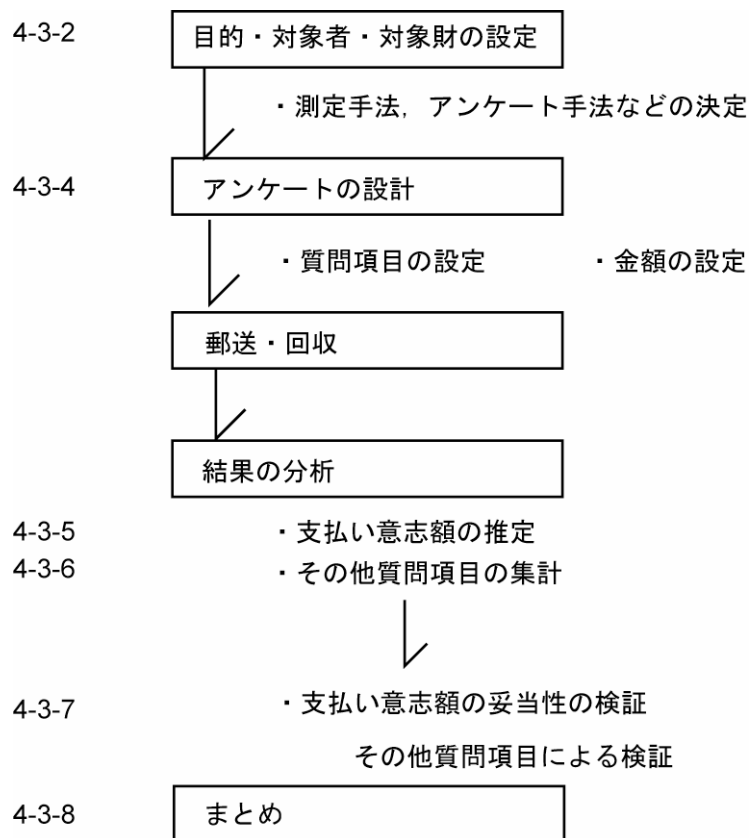 4-3-2 目的・対象者・対象財の設定
・測定手法，アンケート手法などの決定
4-3-4 アンケートの設計
・質問項目の設定 ・金額の設定
郵送・回収
結果の分析
4-3-5 ・支払い意志額の推定
4-3-6 ・その他質問項目の集計
4-3-7 ・支払い意志額の妥当性の検証
その他質問項目による検証
4-3-8 まとめ